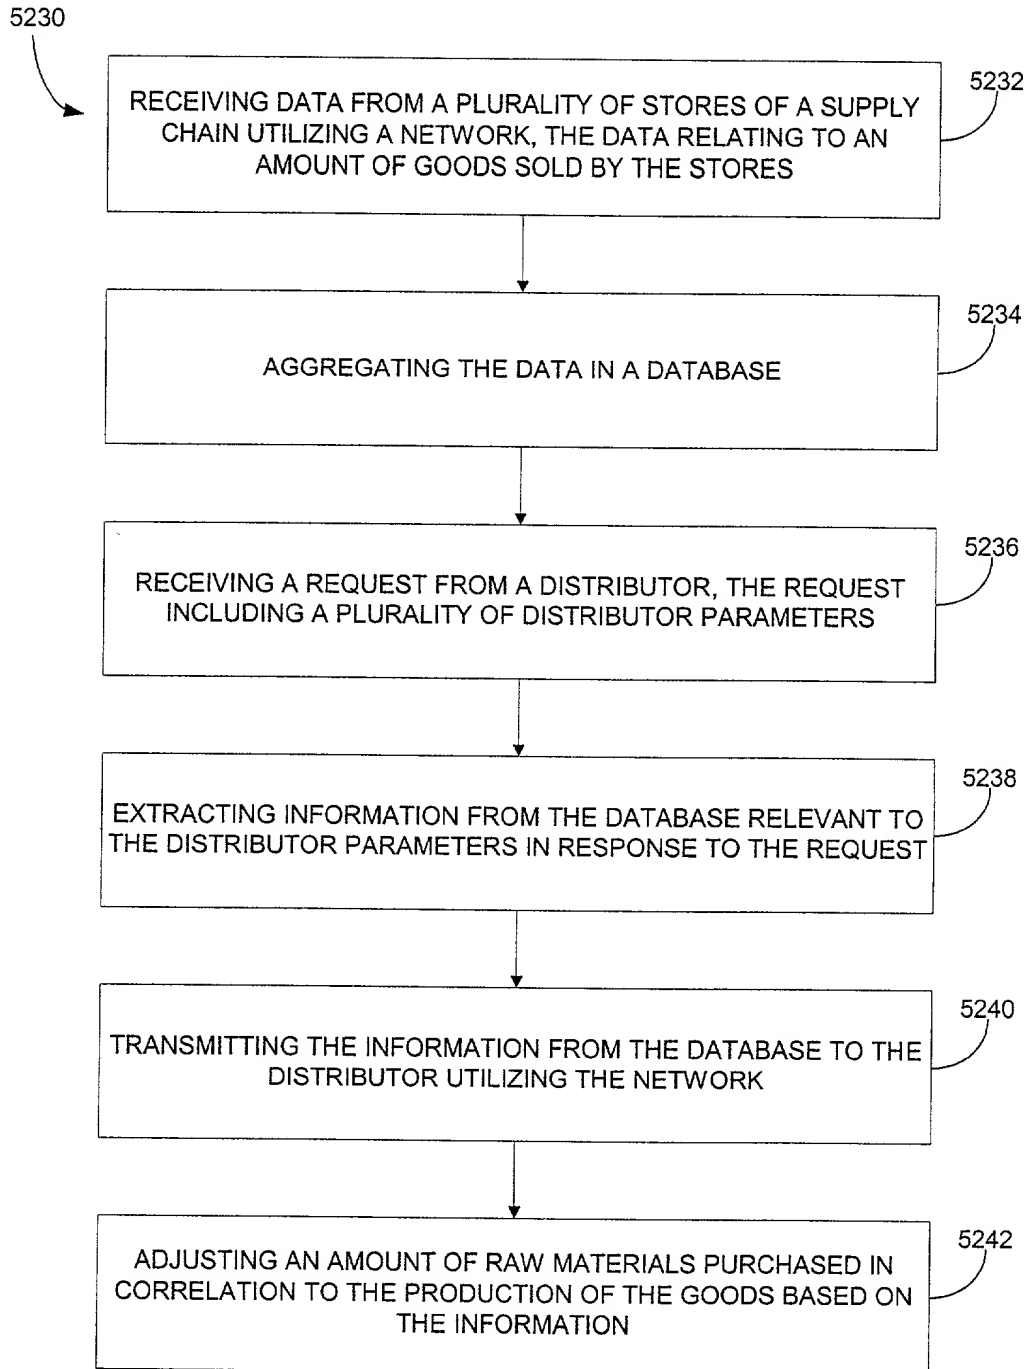 5230
RECEIVING DATA FROM A PLURALITY OF STORES OF A SUPPLY
CHAIN UTILIZING A NETWORK, THE DATA RELATING TO AN
AMOUNT OF GOODS SOLD BY THE STORES
5232
AGGREGATING THE DATA IN A DATABASE
5234
RECEIVING A REQUEST FROM A DISTRIBUTOR, THE REQUEST
INCLUDING A PLURALITY OF DISTRIBUTOR PARAMETERS
5236
EXTRACTING INFORMATION FROM THE DATABASE RELEVANT TO
THE DISTRIBUTOR PARAMETERS IN RESPONSE TO THE REQUEST
5238
TRANSMITTING THE INFORMATION FROM THE DATABASE TO THE
DISTRIBUTOR UTILIZING THE NETWORK
5240
ADJUSTING AN AMOUNT OF RAW MATERIALS PURCHASED IN
CORRELATION TO THE PRODUCTION OF THE GOODS BASED ON
THE INFORMATION
5242